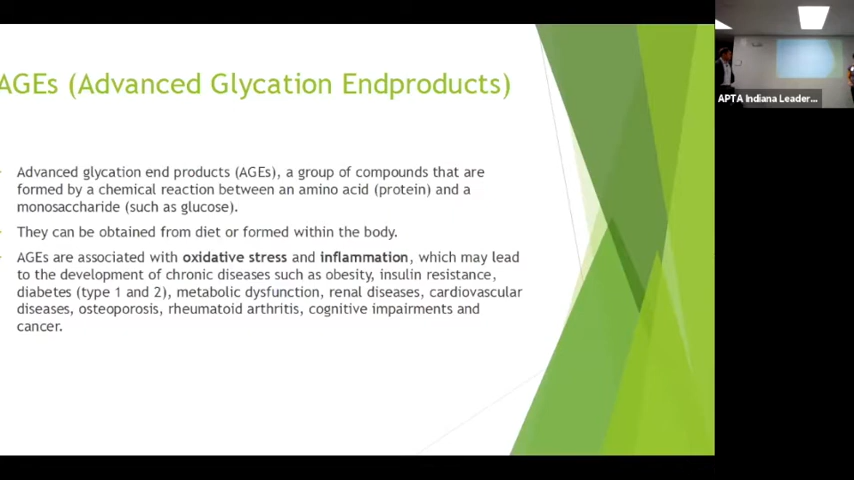 AGEs (Advanced Glycation Endproducts)
APTA Indiana Leader...
Advanced glycation end products (AGEs), a group of compounds that are
formed by a chemical reaction between an amino acid (protein) and a
monosaccharide (such as glucose).
They can be obtained from diet or formed within the body.
AGEs are associated with oxidative stress and inflammation, which may lead
to the development of chronic diseases such as obesity, insulin resistance,
diabetes (type 1 and 2), metabolic dysfunction, renal diseases, cardiovascular
diseases, osteoporosis, rheumatoid arthritis, cognitive impairments and
cancer.